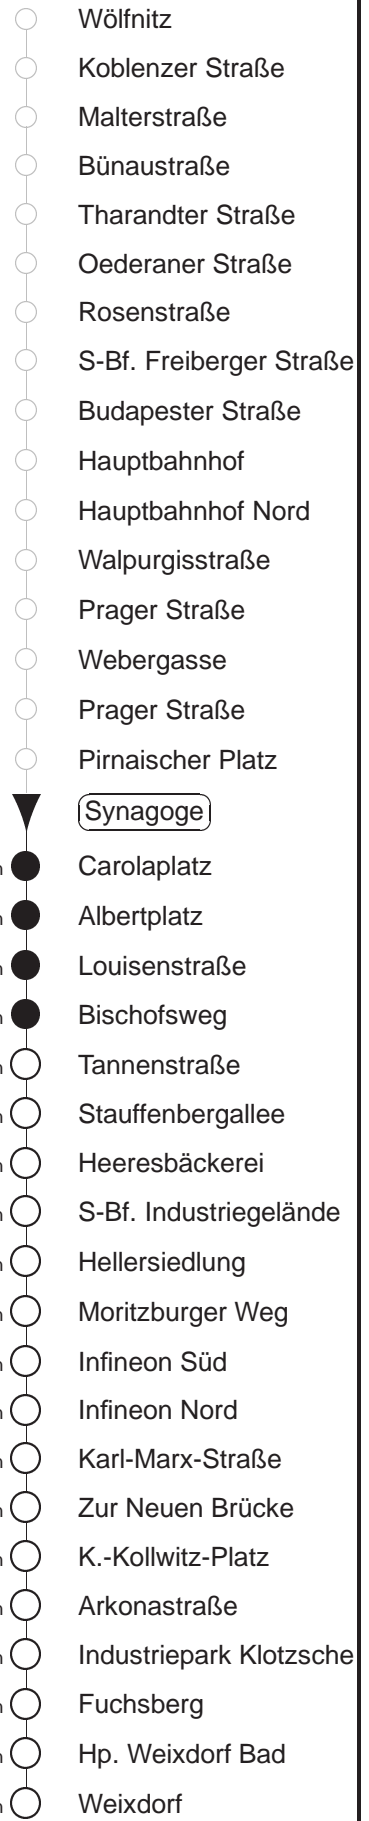 Wölfnitz
Koblenzer Straße
Malterstraße
Bünaustraße
Tharandter Straße
Oederaner Straße
Rosenstraße
S-Bf. Freiberger Straße
Budapester Straße
Hauptbahnhof
Hauptbahnhof Nord
Walpurgisstraße
Prager Straße
Webergasse
Prager Straße
Pirnaischer Platz
Synagoge
Carolaplatz
Albertplatz
Louisenstraße
Bischofsweg
Tannenstraße
Stauffenbergallee
Heeresbäckerei
S-Bf. Industriegelände
Hellersiedlung
Moritzburger Weg
Infineon Süd
Infineon Nord
Karl-Marx-Straße
Zur Neuen Brücke
K.-Kollwitz-Platz
Arkonastraße
Industriepark Klotzsche
Fuchsberg
Hp. Weixdorf Bad
Weixdorf